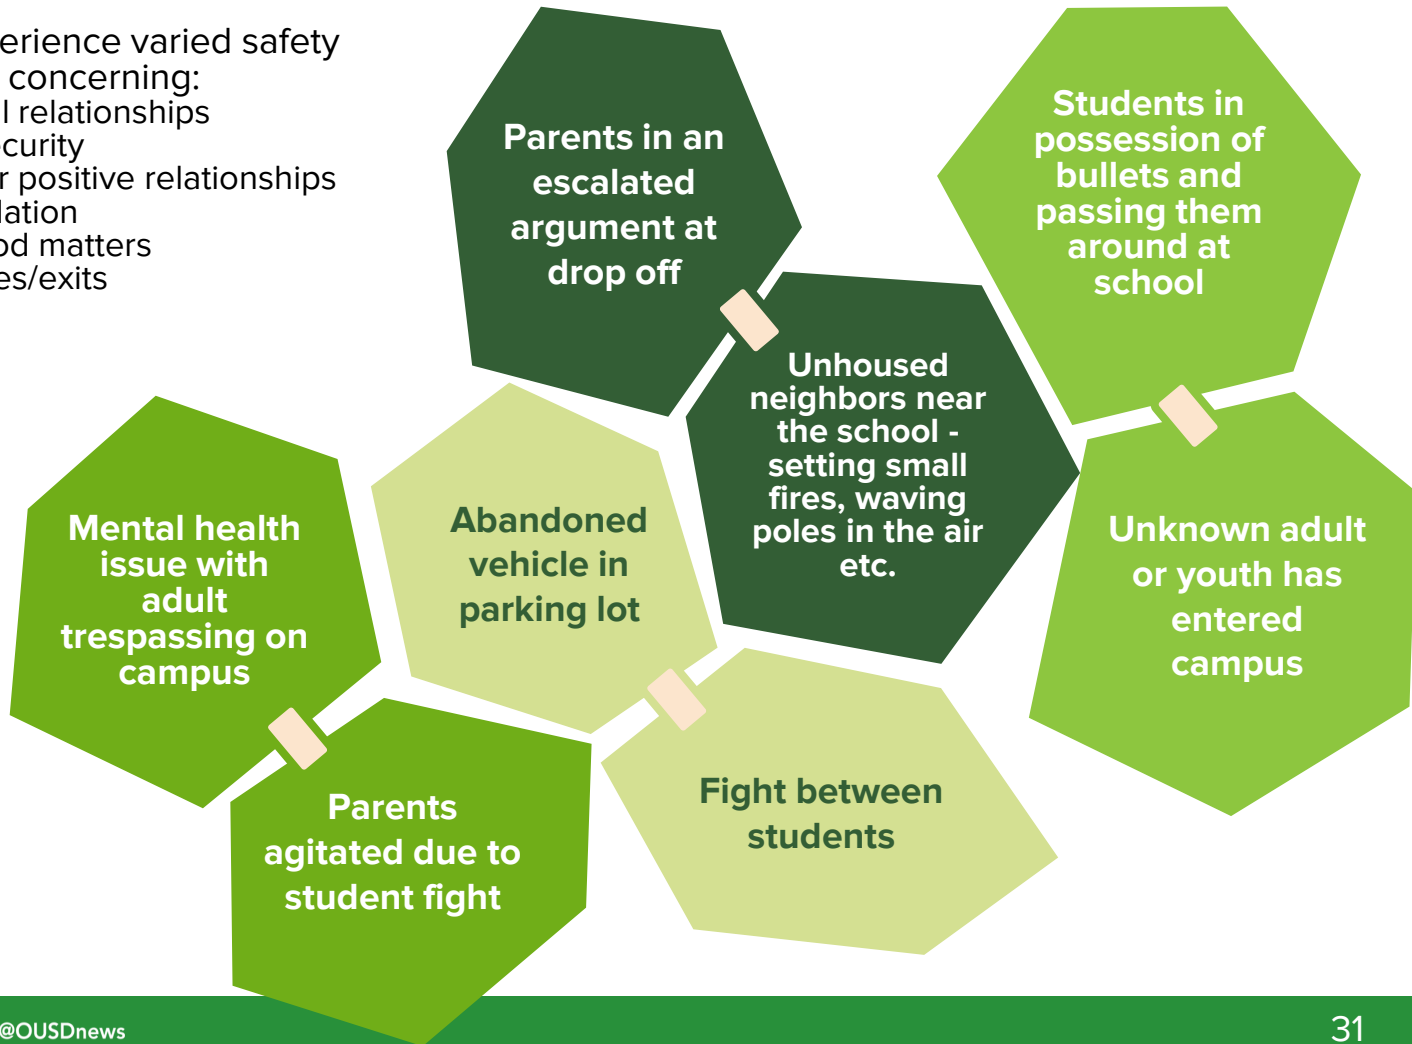 perience varied safety
concerning:
l relationships
curity
r positive relationships
lation
od matters
es/exits
Parents in an
escalated
argument at
drop off
Students in
possession of
bullets and
passing them
around at
school
Unhoused
neighbors near
the school -
setting small
fires, waving
poles in the air
etc.
Mental health
issue with
adult
trespassing on
campus
Abandoned
vehicle in
parking lot
Unknown adult
or youth has
entered
campus
Parents
agitated due to
student fight
Fight between
students
@OUSDnews
31